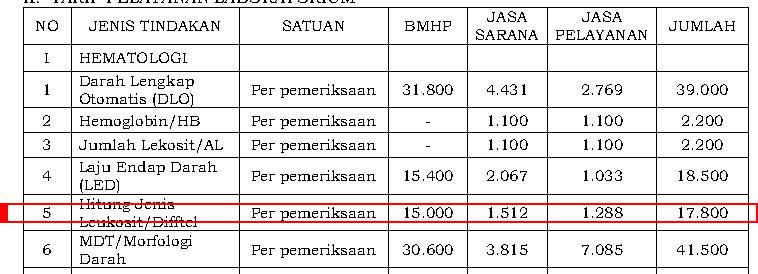 II. TARIF PELAYANAN LABORATORIUM
NO JENIS TINDAKAN SATUAN BMHP JASA SARANA JASA PELAYANAN JUMLAH
I HEMATOLOGI
1 Darah Lengkap Otomatis (DLO) Per pemeriksaan 31.800 4.431 2.769 39.000
2 Hemoglobin/HB Per pemeriksaan - 1.100 1.100 2.200
3 Jumlah Lekosit/AL Per pemeriksaan - 1.100 1.100 2.200
4 Laju Endap Darah (LED) Per pemeriksaan 15.400 2.067 1.033 18.500
5 Hitung Jenis Leukosit/Difftel Per pemeriksaan 15.000 1.512 1.288 17.800
6 MDT/Morfologi Darah Per pemeriksaan 30.600 3.815 7.085 41.500